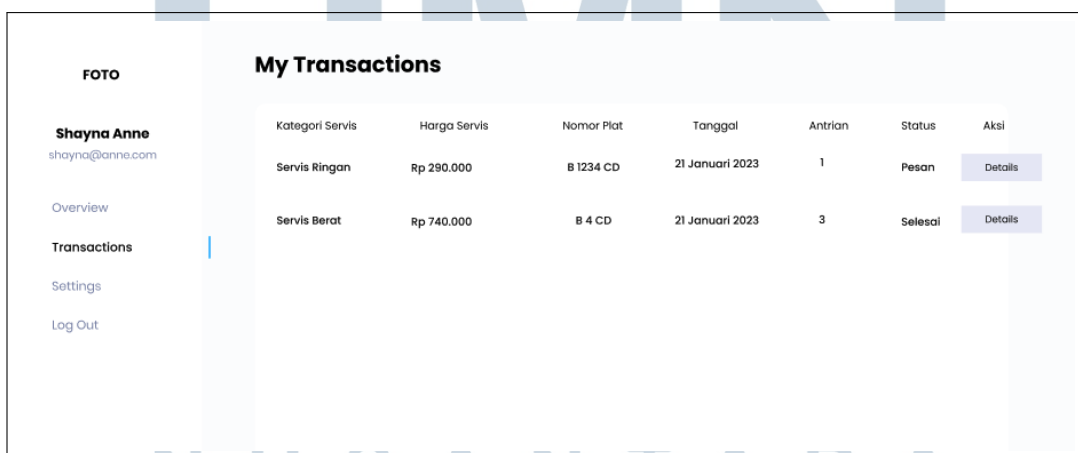 FOTO
Shayna Anne
shayna@anne.com
Overview
Transactions
Settings
Log Out
My Transactions
Kategori Servis Harga Servis Nomor Plat Tanggal Antrian Status Aksi
Servis Ringan Rp 290.000 B 1234 CD 21 Januari 2023 1 Pesan Details
Servis Berat Rp 740.000 B 4 CD 21 Januari 2023 3 Selesai Details